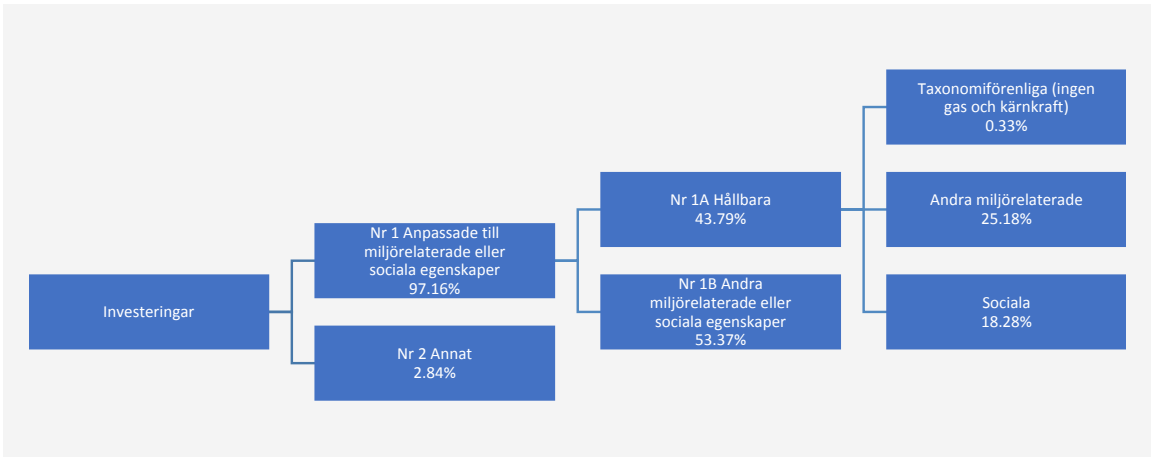 Investeringar
Nr 1 Anpassade till
miljörelaterade eller
sociala egenskaper
97.16%
Nr 2 Annat
2.84%
Nr 1A Hållbara
43.79%
Nr 1B Andra
miljörelaterade eller
sociala egenskaper
53.37%
Taxonomiförenliga (ingen
gas och kärnkraft)
0.33%
Andra miljörelaterade
25.18%
Sociala
18.28%